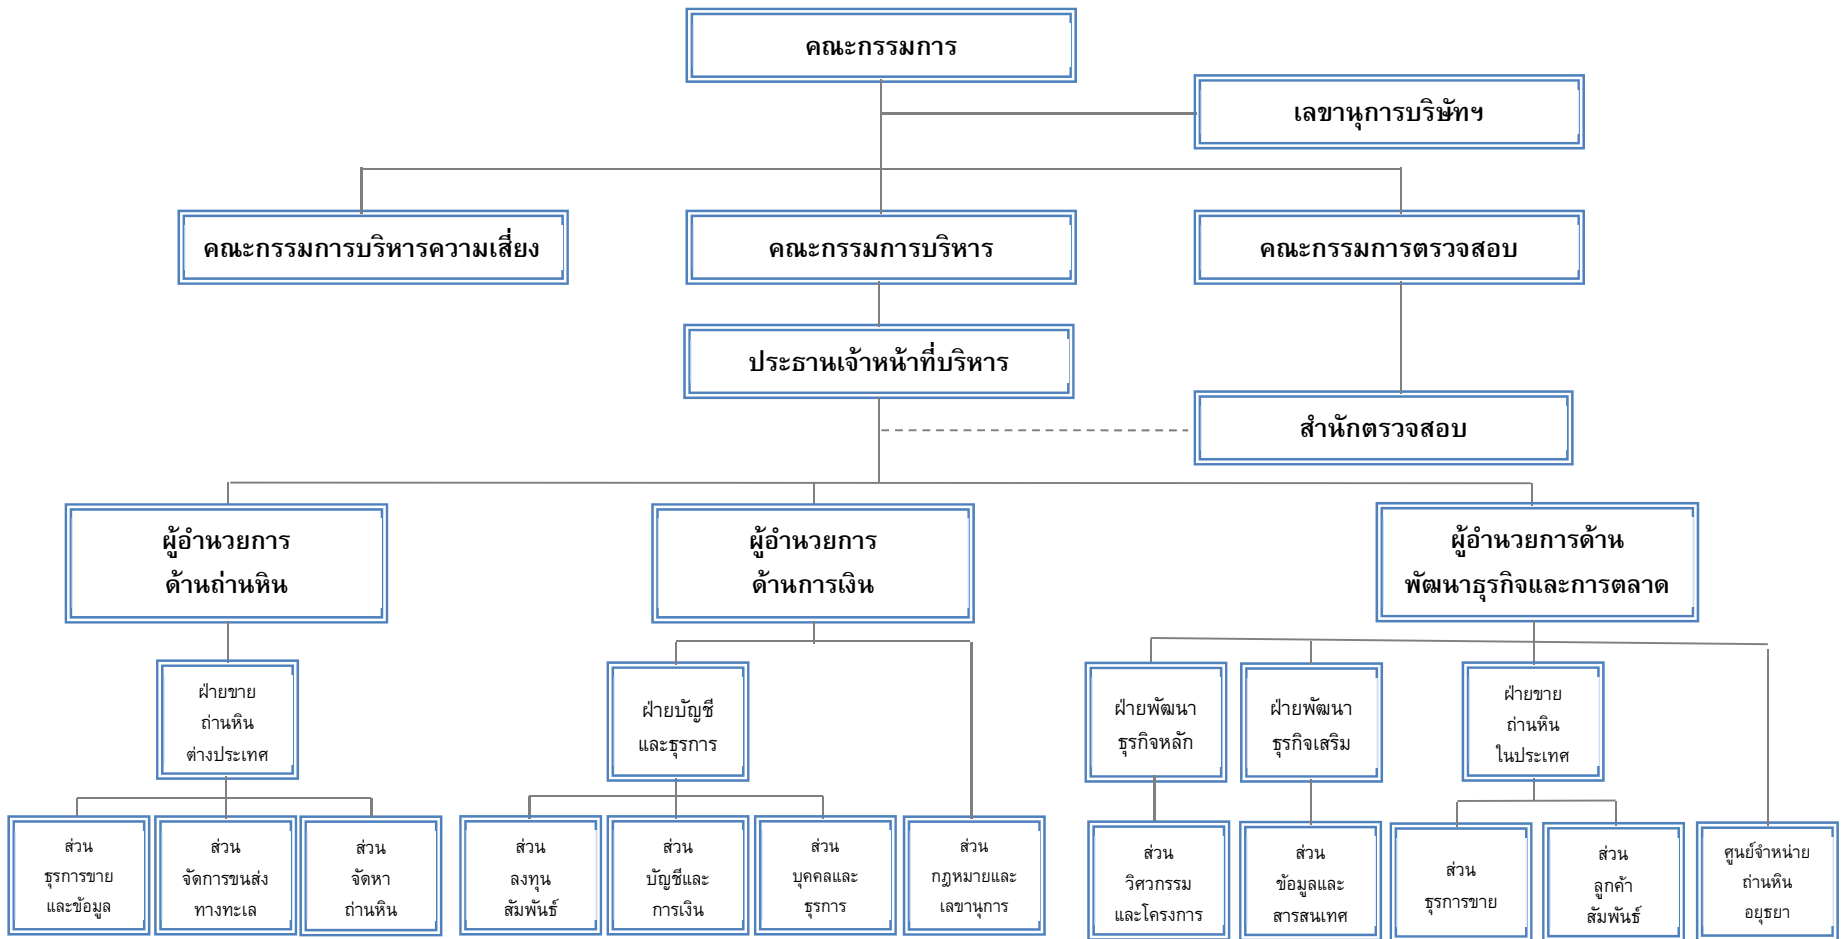 คณะกรรมการ
เลขานุการบริษัทฯ
คณะกรรมการบริหารความเสี่ยง
คณะกรรมการบริหาร
คณะกรรมการตรวจสอบ
ประธานเจ้าหน้าที่บริหาร
สำนักตรวจสอบ
ผู้อำนวยการ
ด้านถ่านหิน
ผู้อำนวยการ
ด้านการเงิน
ผู้อำนวยการด้าน
พัฒนาธุรกิจและการตลาด
ฝ่ายขาย
ถ่านหิน
ต่างประเทศ
ฝ่ายบัญชี
และธุรการ
ฝ่ายพัฒนา
ธุรกิจหลัก
ฝ่ายพัฒนา
ธุรกิจเสริม
ฝ่ายขาย
ถ่านหิน
ในประเทศ
ส่วน
ธุรการขาย
และข้อมูล
ส่วน
จัดการขนส่ง
ทางทะเล
ส่วน
จัดหา
ถ่านหิน
ส่วน
ลงทุน
สัมพันธ์
ส่วน
บัญชีและ
การเงิน
ส่วน
บุคคลและ
ธุรการ
ส่วน
กฎหมายและ
เลขานุการ
ส่วน
วิศวกรรม
และโครงการ
ส่วน
ข้อมูลและ
สารสนเทศ
ส่วน
ธุรการขาย
ส่วน
ลูกค้า
สัมพันธ์
ศูนย์จำหน่าย
ถ่านหิน
อยุธยา